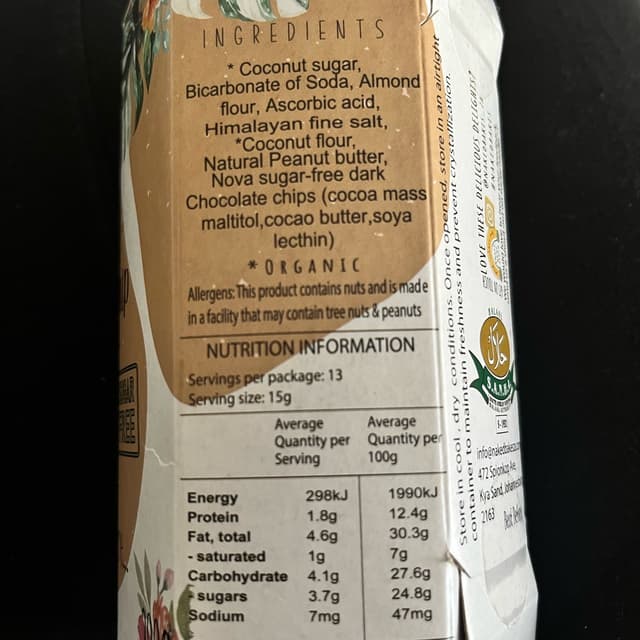 INGREDIENTS
* Coconut sugar,
Bicarbonate of Soda, Almond
flour, Ascorbic acid,
Himalayan fine salt,
*Coconut flour,
Natural Peanut butter,
Nova sugar-free dark
Chocolate chips (cocoa mass
maltitol,cocao butter,soya
lecthin)
* ORGANIC
Allergens: This product contains nuts and is made
in a facility that may contain tree nuts & peanuts
NUTRITION INFORMATION
Servings per package: 13
Serving size: 15g
Average Quantity per Serving
Average Quantity per 100g
Energy 298kJ 1990kJ
Protein 1.8g 12.4g
Fat, total 4.6g 30.3g
- saturated 1g 7g
Carbohydrate 4.1g 27.6g
- sugars 3.7g 24.8g
Sodium 7mg 47mg
Store in cool, dry conditions. Once opened, store in an airtight
container to maintain freshness and prevent crystallization.
LOVE THESE DELICIOUS DELIGHTS?
حلال
472 Spionkop Ave,
Kya Sand,
2163
FREE